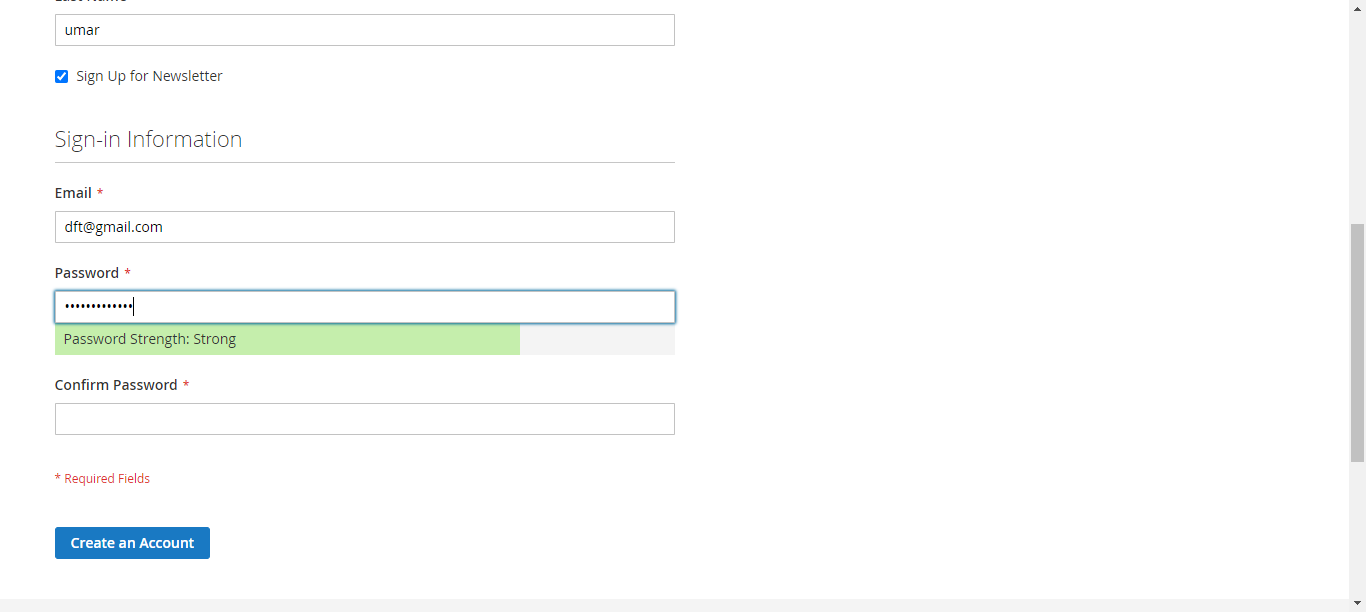 umar
Sign Up for Newsletter
Sign-in Information
Email *
dft@gmail.com
Password *
•••••••••••••
Password Strength: Strong
Confirm Password *
* Required Fields
Create an Account